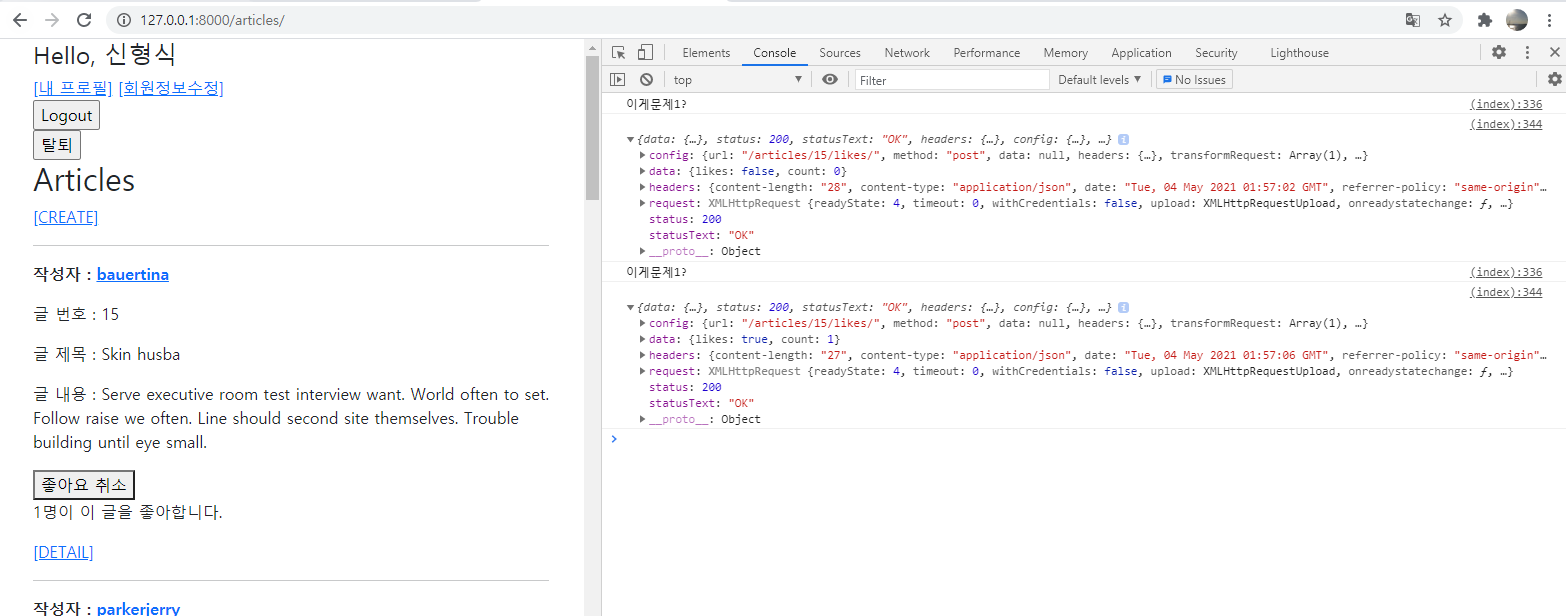 127.0.0.1:8000/articles/
Hello, 신형식
[내 프로필] [회원정보수정]
Logout
탈퇴
Articles
[CREATE]
작성자 : bauertina
글 번호 : 15
글 제목 : Skin husba
글 내용 : Serve executive room test interview want. World often to set.
Follow raise we often. Line should second site themselves. Trouble
building until eye small.
좋아요 취소
1명이 이 글을 좋아합니다.
[DETAIL]
작성자 : parkerjerry
Elements Console Sources Network Performance Memory Application Security Lighthouse
top Filter Default levels No Issues
이게문제1? (index):336
(index):344
{data: {…}, status: 200, statusText: "OK", headers: {…}, config: {…}, …}
config: {url: "/articles/15/likes/", method: "post", data: null, headers: {…}, transformRequest: Array(1), …}
data: {likes: false, count: 0}
headers: {content-length: "28", content-type: "application/json", date: "Tue, 04 May 2021 01:57:02 GMT", referrer-policy: "same-origin"…
request: XMLHttpRequest {readyState: 4, timeout: 0, withCredentials: false, upload: XMLHttpRequestUpload, onreadystatechange: ƒ, …}
status: 200
statusText: "OK"
__proto__: Object
이게문제1? (index):336
(index):344
{data: {…}, status: 200, statusText: "OK", headers: {…}, config: {…}, …}
config: {url: "/articles/15/likes/", method: "post", data: null, headers: {…}, transformRequest: Array(1), …}
data: {likes: true, count: 1}
headers: {content-length: "27", content-type: "application/json", date: "Tue, 04 May 2021 01:57:06 GMT", referrer-policy: "same-origin"…
request: XMLHttpRequest {readyState: 4, timeout: 0, withCredentials: false, upload: XMLHttpRequestUpload, onreadystatechange: ƒ, …}
status: 200
statusText: "OK"
__proto__: Object